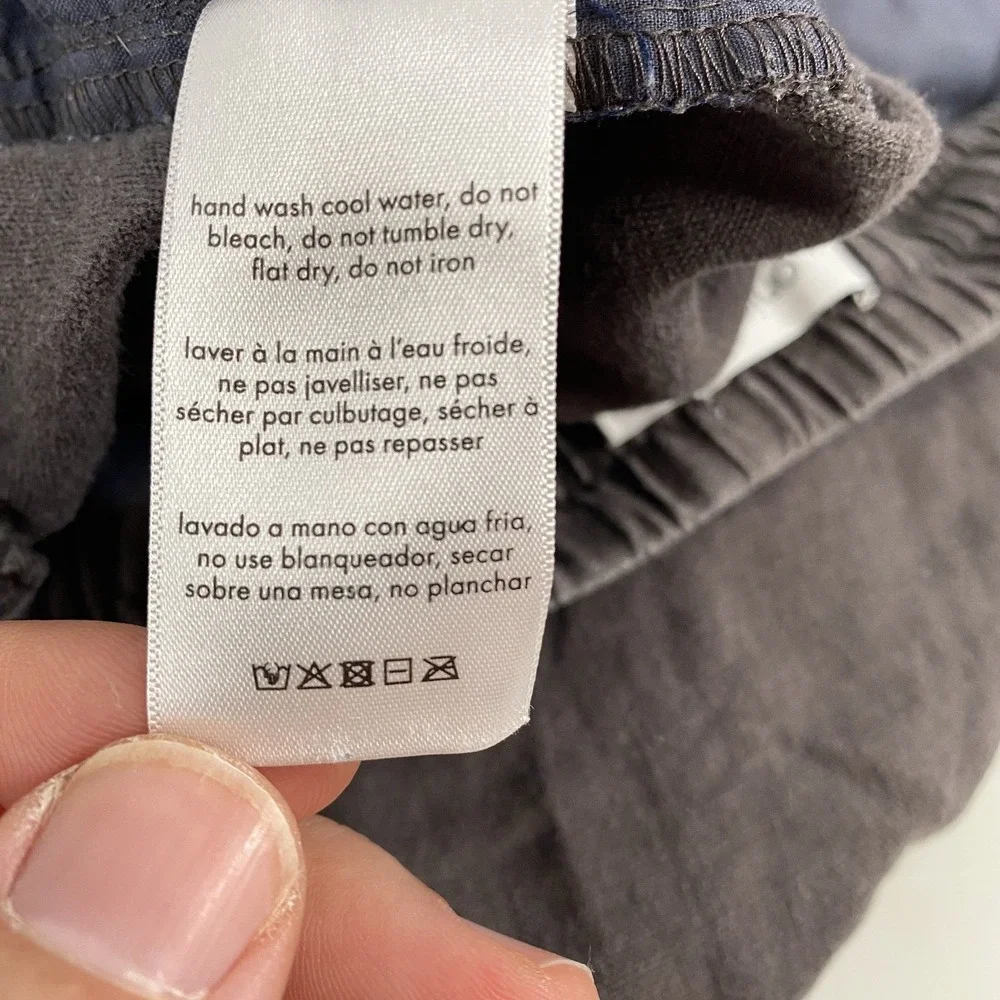 hand wash cool water, do not
bleach, do not tumble dry,
flat dry, do not iron
laver à la main à l'eau froide,
ne pas javelliser, ne pas
sécher par culbutage, sécher à
plat, ne pas repasser
lavado a mano con agua fria,
no use blanqueador, secar
sobre una mesa, no planchar